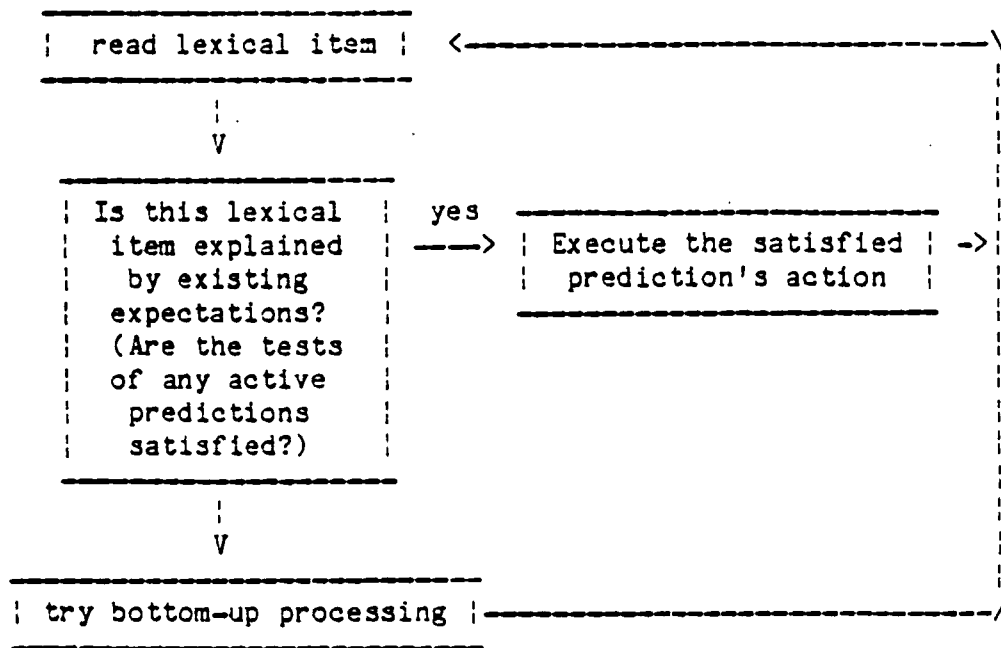 read lexical item
Is this lexical
item explained
by existing
expectations?
(Are the tests
of any active
predictions
satisfied?)
yes
Execute the satisfied
prediction's action
try bottom-up processing